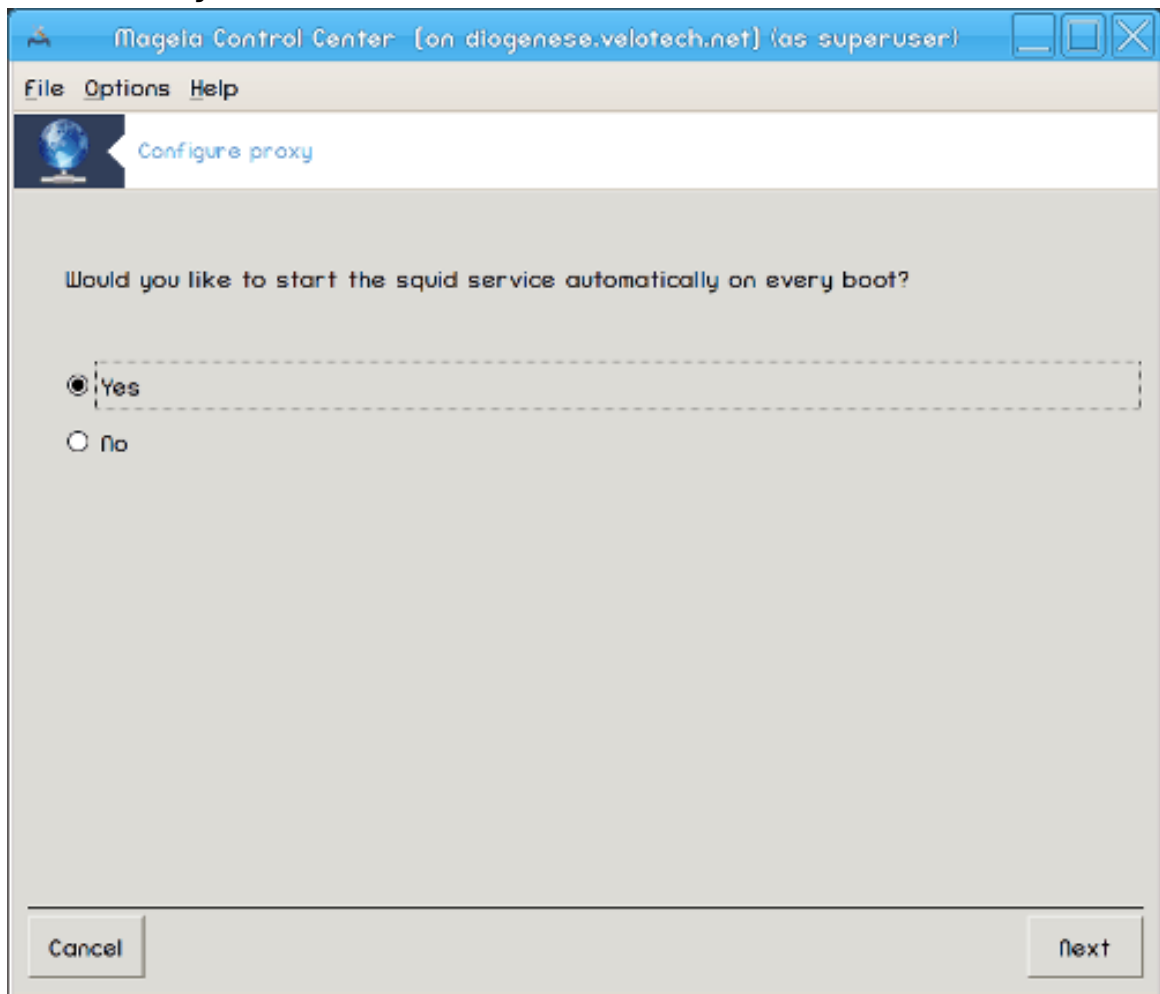 Mageia Control Center (on diogenese.velotech.net) (as superuser)
File Options Help
Configure proxy
Would you like to start the squid service automatically on every boot?
Yes
No
Cancel
Next